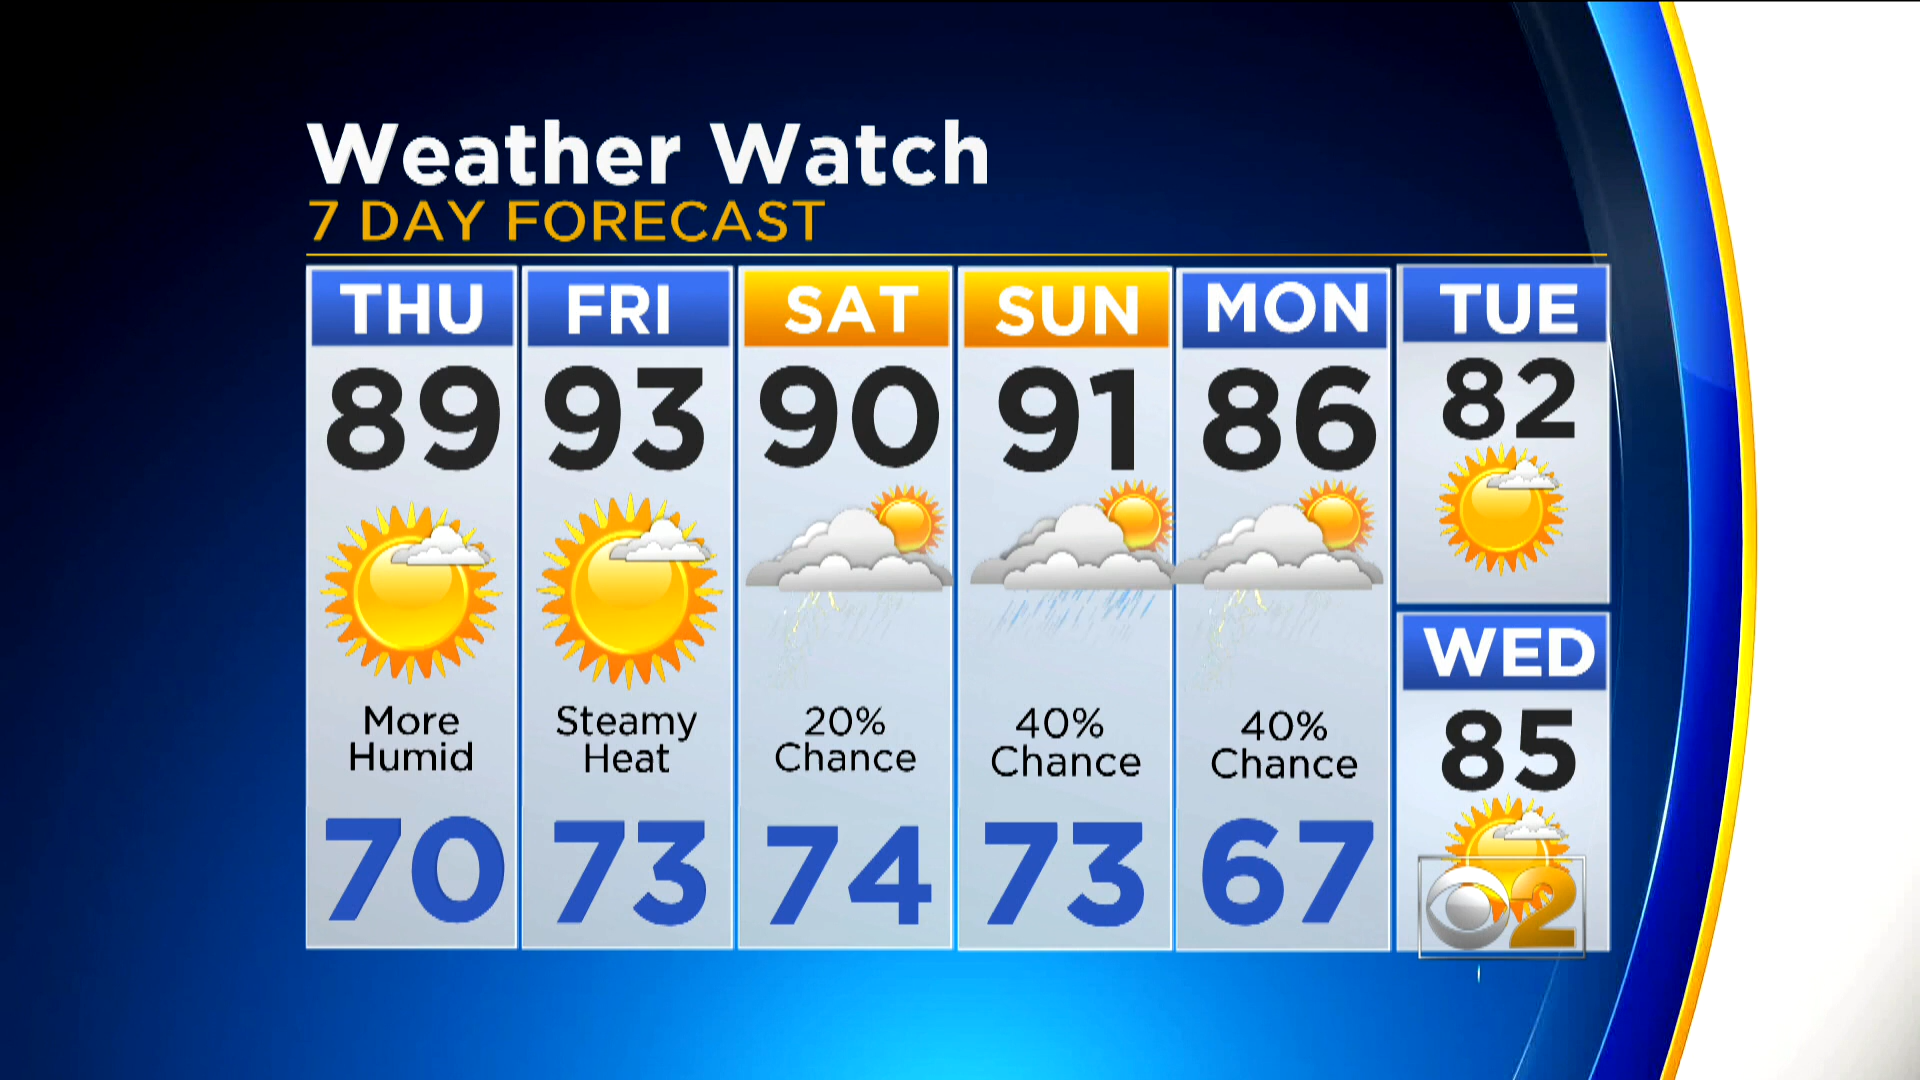 Weather Watch
7 DAY FORECAST
THU
89
More
Humid
70
FRI
93
Steamy
Heat
73
SAT
90
20%
Chance
74
SUN
91
40%
Chance
73
MON
86
40%
Chance
67
TUE
82
WED
85
2